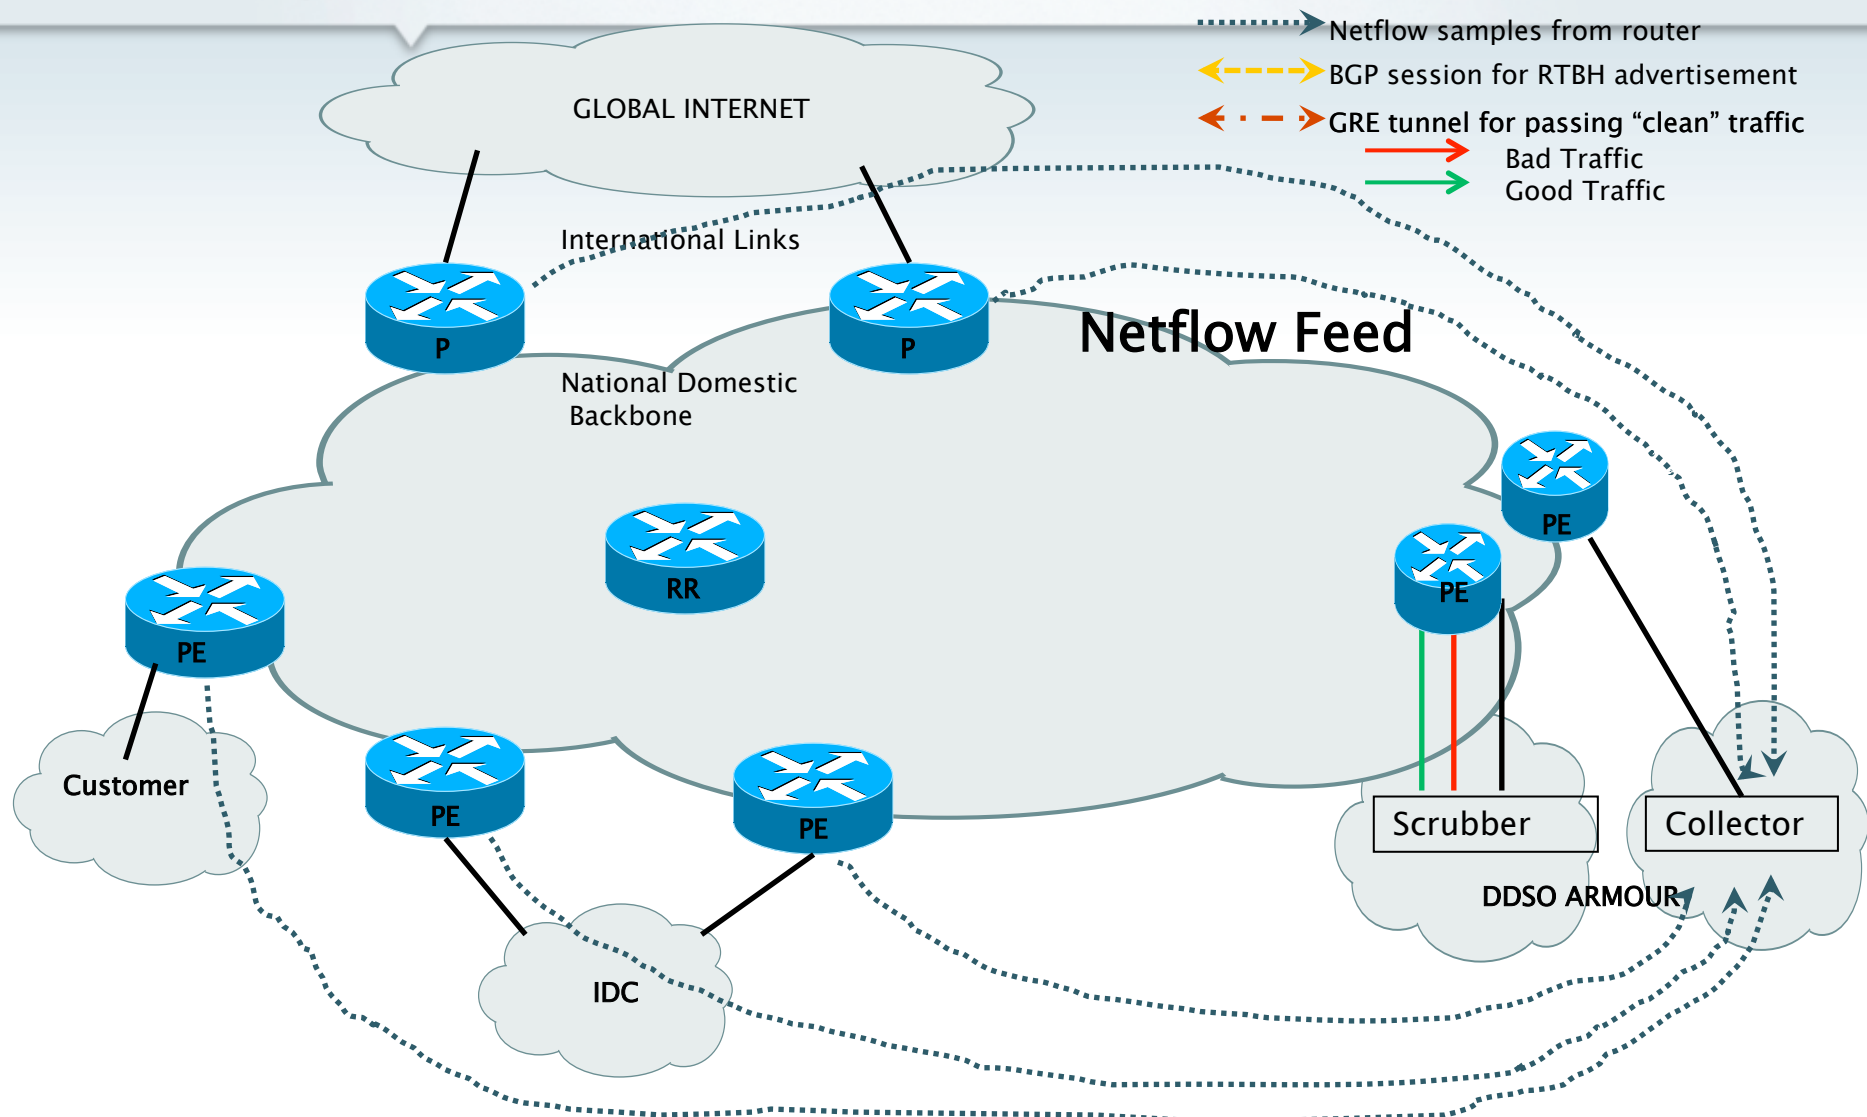 Netflow samples from router
BGP session for RTBH advertisement
GRE tunnel for passing “clean” traffic
Bad Traffic
Good Traffic
GLOBAL INTERNET
International Links
P
P
Netflow Feed
National Domestic
Backbone
PE
RR
PE
PE
Customer
PE
PE
Scrubber
Collector
DDSO ARMOUR
IDC